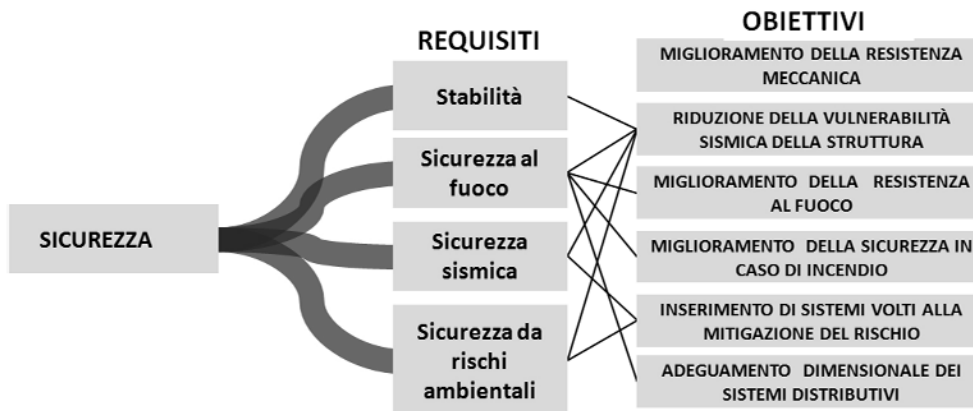 SICUREZZA
REQUISITI
Stabilità
Sicurezza al
fuoco
Sicurezza
sismica
Sicurezza da
rischi
ambientali
OBIETTIVI
MIGLIORAMENTO DELLA RESISTENZA
MECCANICA
RIDUZIONE DELLA VULNERABILITÀ
SISMICA DELLA STRUTTURA
MIGLIORAMENTO DELLA RESISTENZA
AL FUOCO
MIGLIORAMENTO DELLA SICUREZZA IN
CASO DI INCENDIO
INSERIMENTO DI SISTEMI VOLTI ALLA
MITIGAZIONE DEL RISCHIO
ADEGUAMENTO DIMENSIONALE DEI
SISTEMI DISTRIBUTIVI